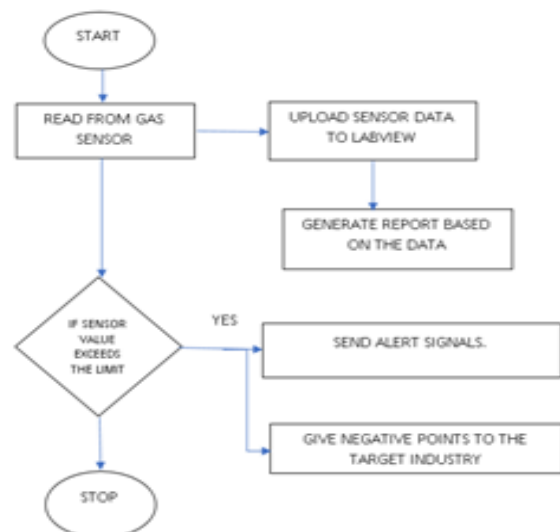 START
READ FROM GAS
SENSOR
UPLOAD SENSOR DATA
TO LABVIEW
GENERATE REPORT BASED
ON THE DATA
IF SENSOR
VALUE
EXCEEDS
THE LIMIT
YES
SEND ALERT SIGNALS.
GIVE NEGATIVE POINTS TO THE
TARGET INDUSTRY
STOP